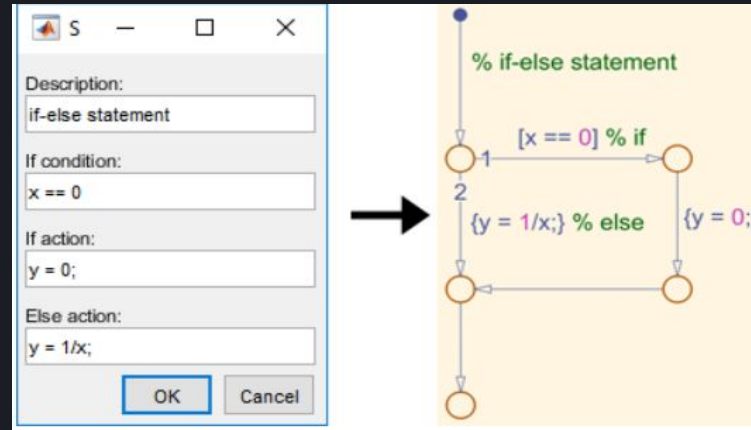 S
Description:
if-else statement
If condition:
x == 0
If action:
y = 0;
Else action:
y = 1/x;
OK Cancel
% if-else statement
[x == 0] % if
1
2
{y = 1/x;} % else
{y = 0;